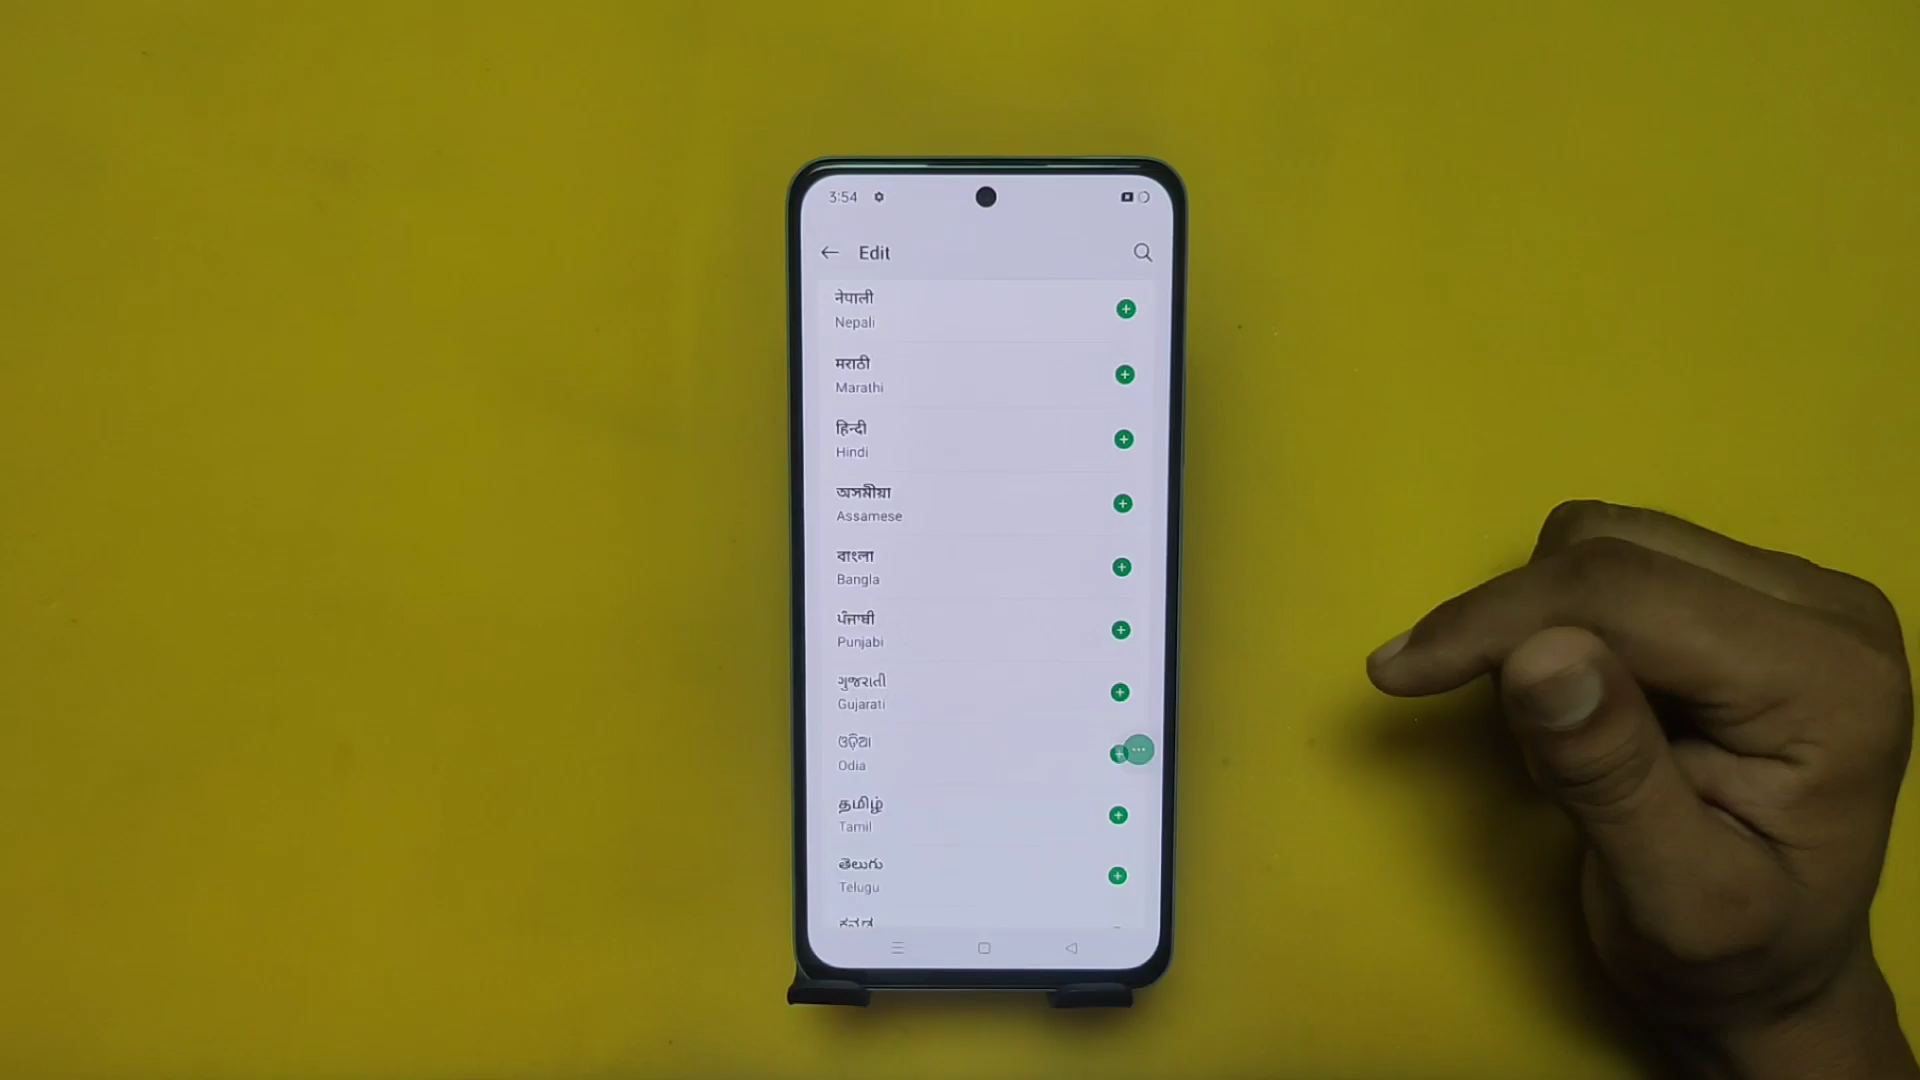 3:54
Edit
नेपाली
Nepali
मराठी
Marathi
हिन्दी
Hindi
অসমীয়া
Assamese
বাংলা
Bangla
ਪੰਜਾਬੀ
Punjabi
ગુજરાતી
Gujarati
ଓଡ଼ିଆ
Odia
தமிழ்
Tamil
తెలుగు
Telugu